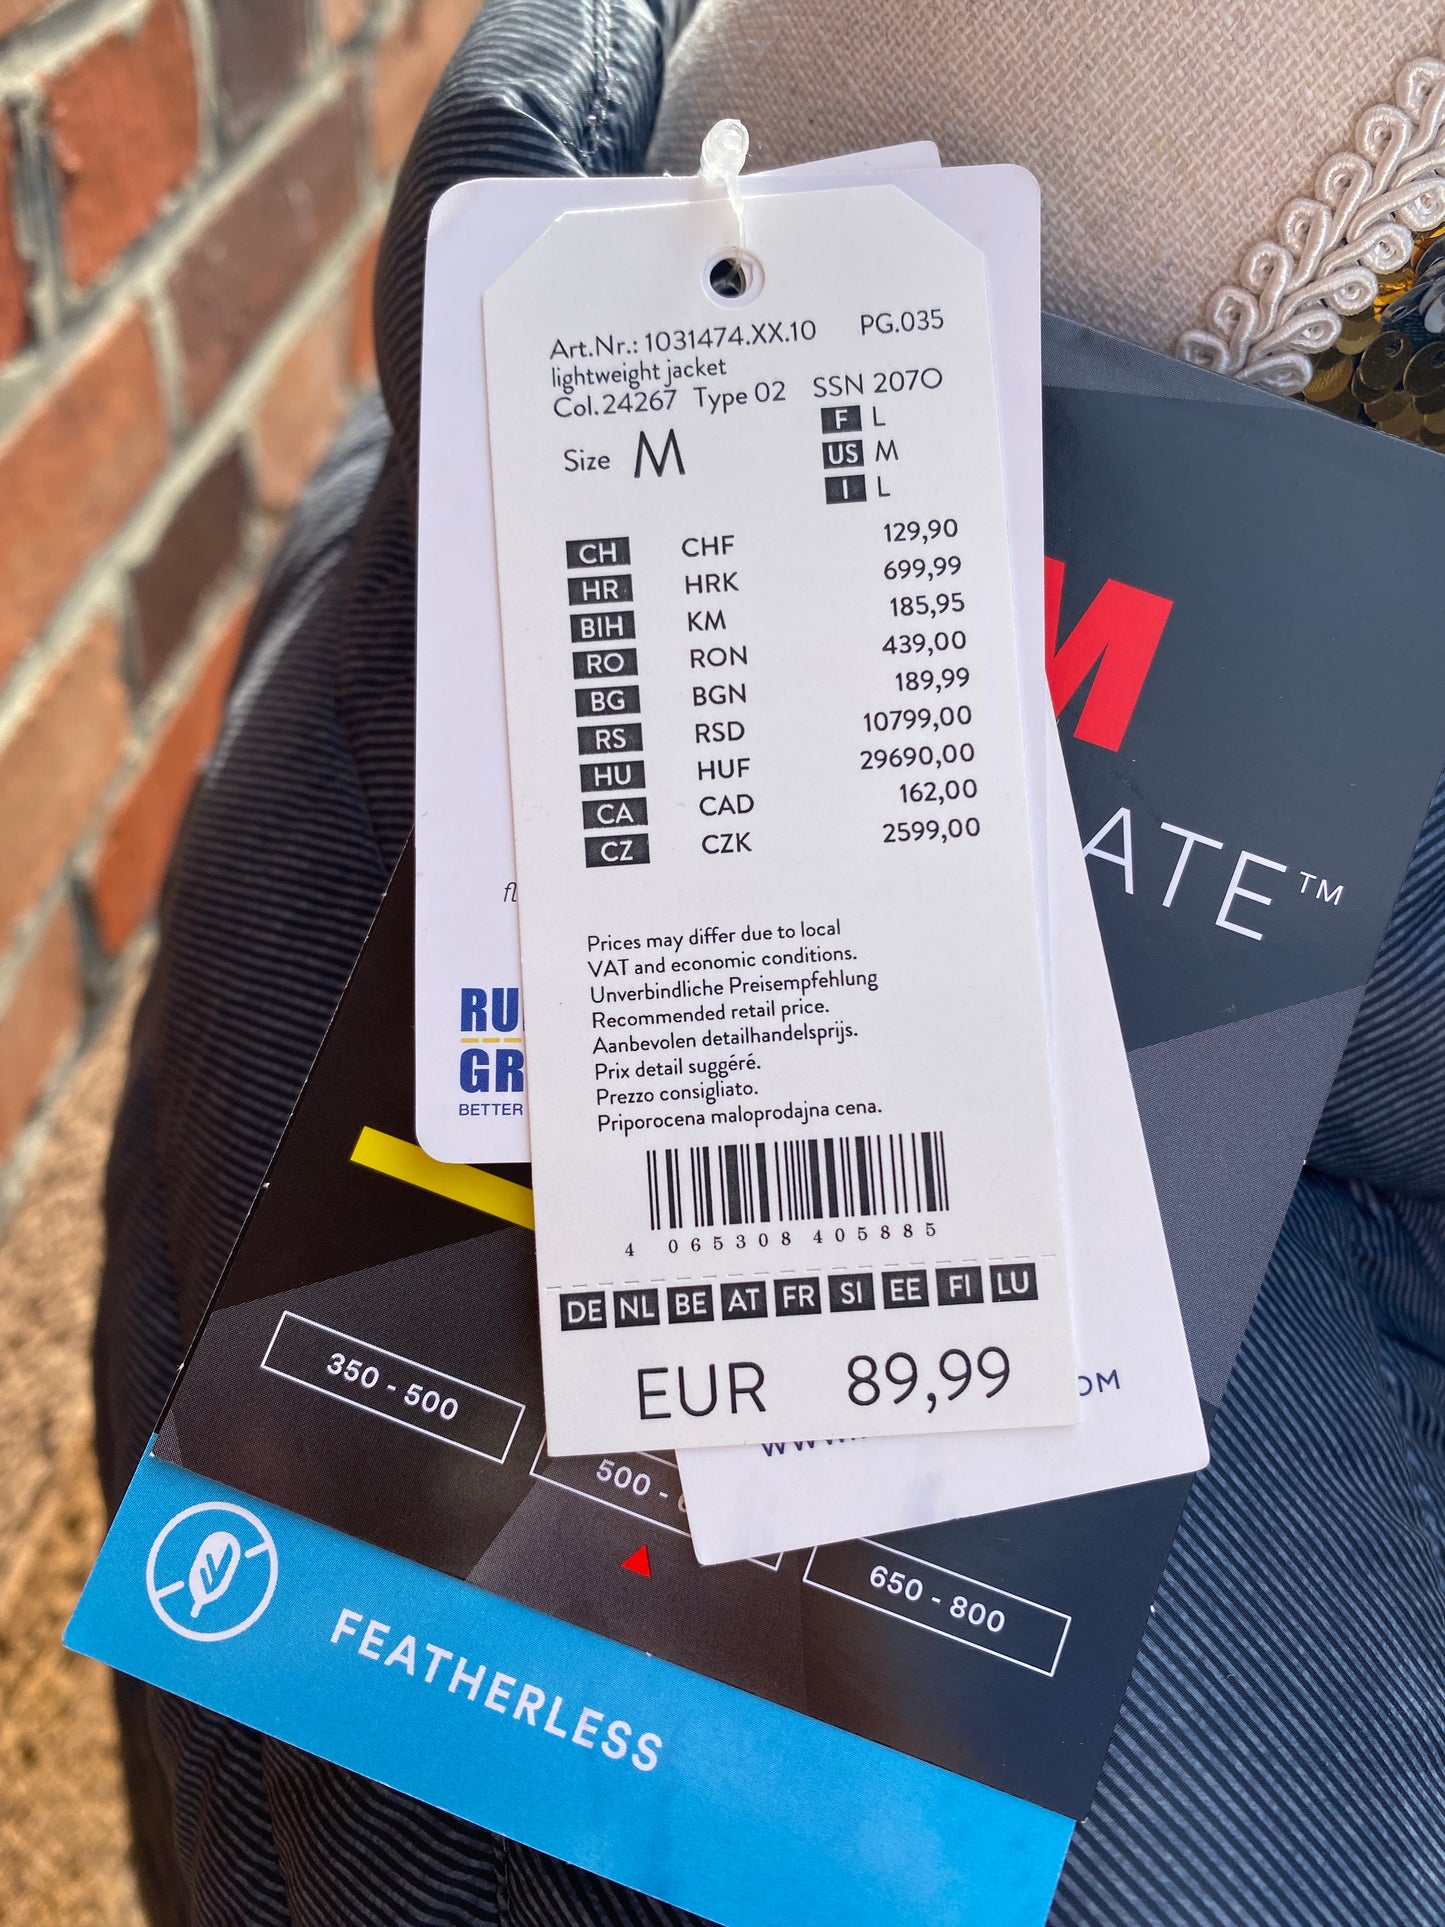 Art.Nr.: 1031474.XX.10 PG.035
lightweight jacket
Col.24267 Type 02 SSN 207O
F L
Size M US M
I L
CH CHF 129,90
HR HRK 699,99
BIH KM 185,95
RO RON 439,00
BG BGN 189,99
RS RSD 10799,00
HU HUF 29690,00
CA CAD 162,00
CZ CZK 2599,00
Prices may differ due to local
VAT and economic conditions.
Unverbindliche Preisempfehlung
Recommended retail price.
Aanbevolen detailhandelsprijs.
Prix detail suggéré.
Prezzo consigliato.
Priporocena maloprodajna cena.
4 065308 405885
DE NL BE AT FR SI EE FI LU
EUR 89,99
M
ATE™
fl
RU
GR
BETTER
OM
350 - 500
500 -
650 - 800
FEATHERLESS